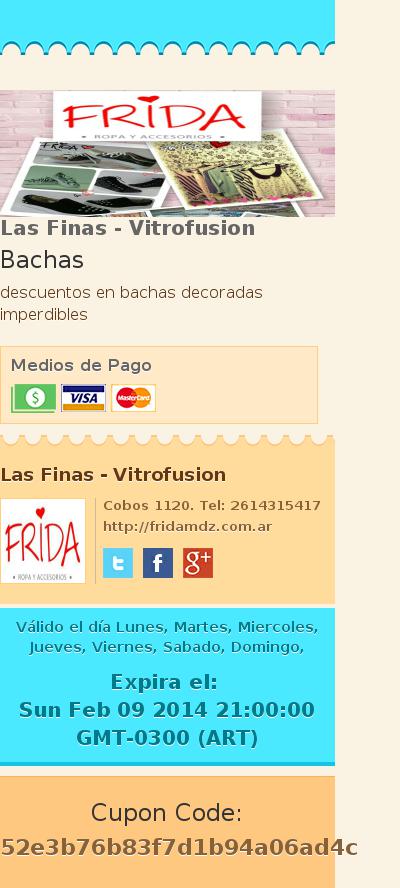 FRIDA
ROPA Y ACCESORIOS
Las Finas - Vitrofusion
Bachas
descuentos en bachas decoradas
imperdibles
Medios de Pago
$ VISA MasterCard
Las Finas - Vitrofusion
FRIDA
ROPA Y ACCESORIOS
Cobos 1120. Tel: 2614315417
http://fridamdz.com.ar
g+
Válido el día Lunes, Martes, Miercoles,
Jueves, Viernes, Sabado, Domingo,
Expira el:
Sun Feb 09 2014 21:00:00
GMT-0300 (ART)
Cupon Code:
52e3b76b83f7d1b94a06ad4c